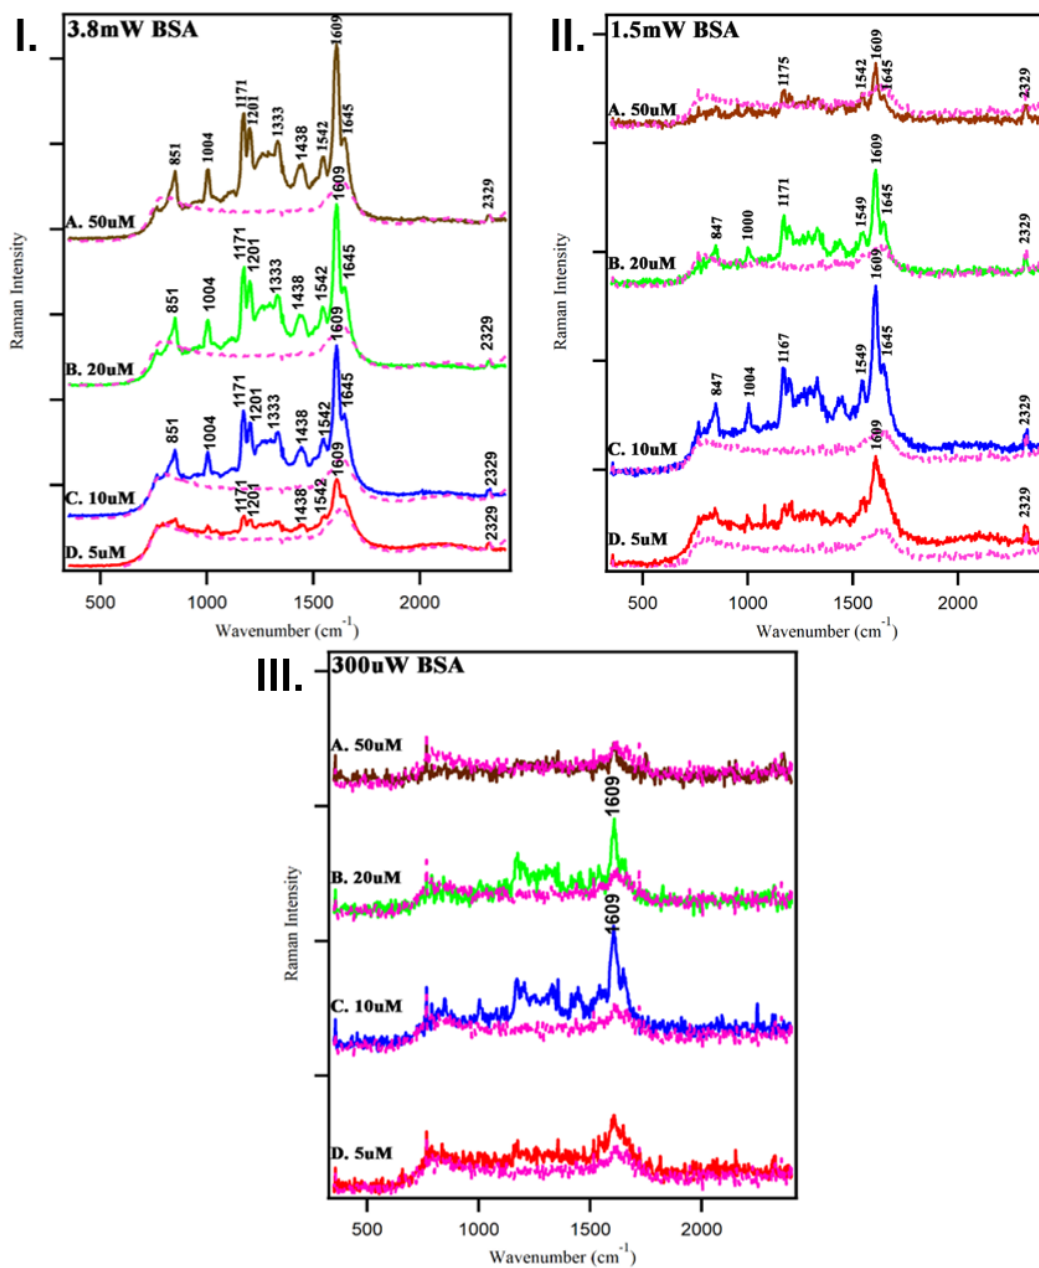 I.
3.8mW BSA
1609
1171
1201
1333
1645
851
1004
1438
1542
2329
A. 50uM
1609
1171
1201
1333
1645
851
1004
1438
1542
2329
B. 20uM
1609
1171
1201
1333
1645
851
1004
1438
1542
2329
C. 10uM
1609
1171
1201
1438
1542
2329
D. 5uM
Raman Intensity
500 1000 1500 2000
Wavenumber (cm-1)
II.
1.5mW BSA
1609
1175
1542
1645
2329
A. 50uM
1609
1171
1549
1645
847
1000
2329
B. 20uM
1609
1167
1549
1645
847
1004
2329
C. 10uM
1609
2329
D. 5uM
Raman Intensity
500 1000 1500 2000
Wavenumber (cm-1)
III.
300uW BSA
A. 50uM
1609
B. 20uM
1609
C. 10uM
D. 5uM
Raman Intensity
500 1000 1500 2000
Wavenumber (cm-1)